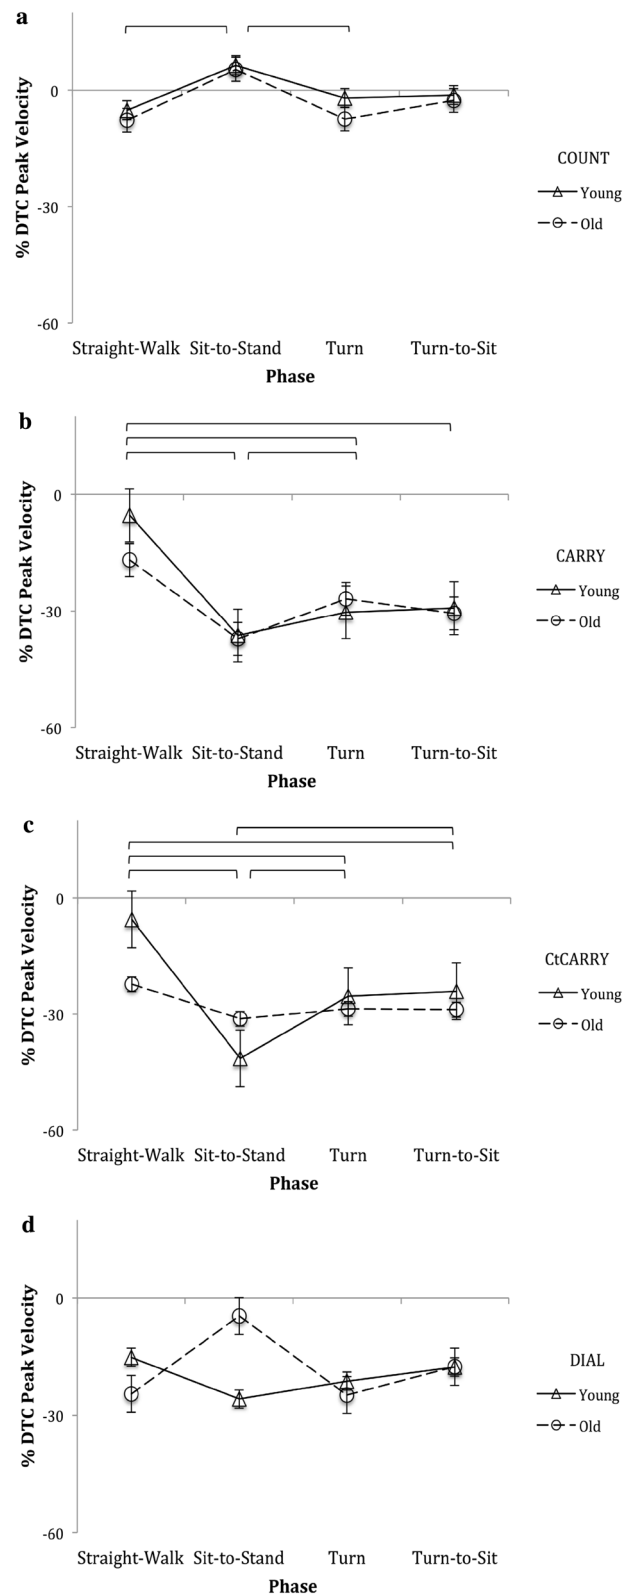 a
% DTC Peak Velocity
0
-30
-60
Straight-Walk Sit-to-Stand Turn Turn-to-Sit
Phase
COUNT
Young
Old
b
% DTC Peak Velocity
0
-30
-60
Straight-Walk Sit-to-Stand Turn Turn-to-Sit
Phase
CARRY
Young
Old
c
% DTC Peak Velocity
0
-30
-60
Straight-Walk Sit-to-Stand Turn Turn-to-Sit
Phase
CtCARRY
Young
Old
d
% DTC Peak Velocity
0
-30
-60
Straight-Walk Sit-to-Stand Turn Turn-to-Sit
Phase
DIAL
Young
Old